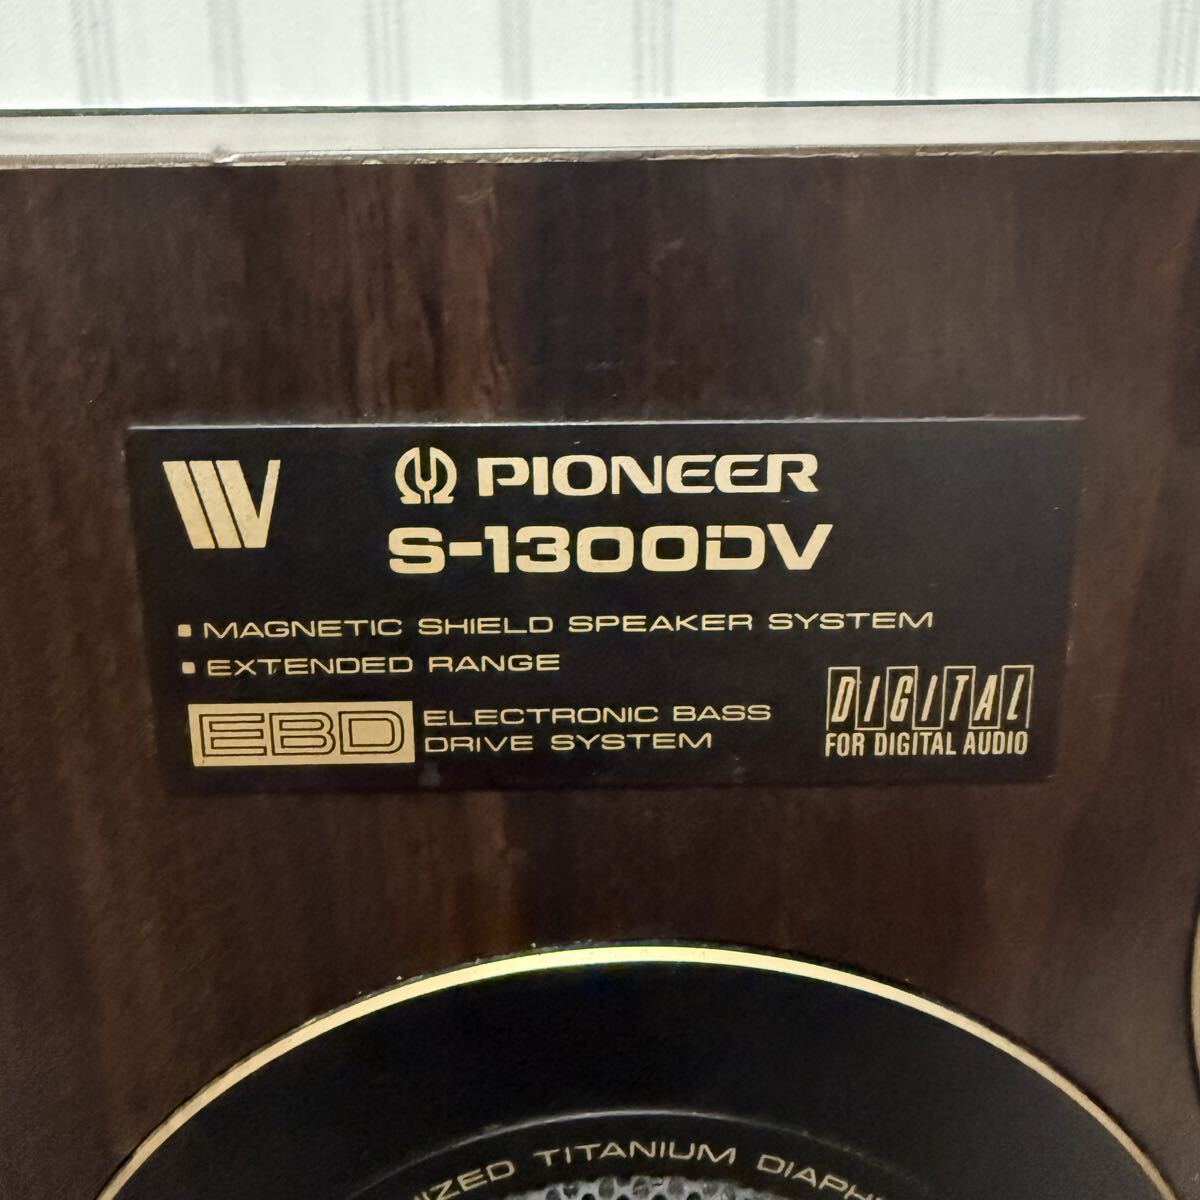 PIONEER
S-1300DV
▪ MAGNETIC SHIELD SPEAKER SYSTEM
▪ EXTENDED RANGE
EBD ELECTRONIC BASS
DRIVE SYSTEM
DIGITAL
FOR DIGITAL AUDIO
TITANIUM